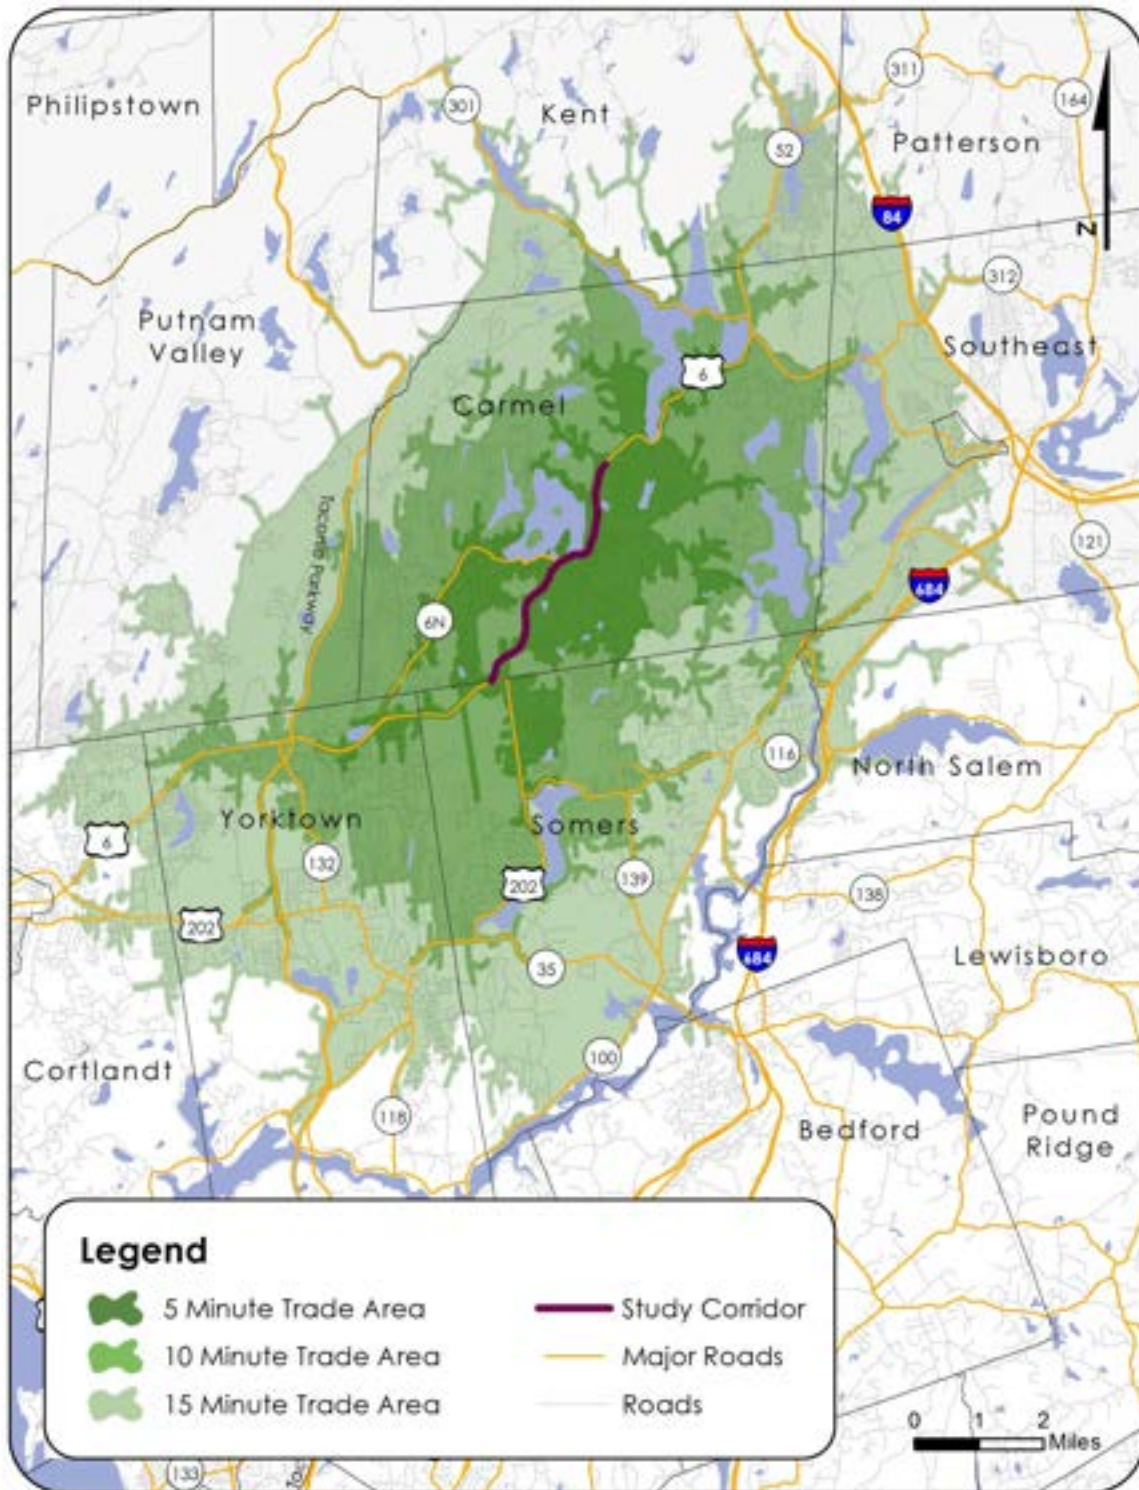 311
164
301
Philipstown
Kent
52
Patterson
84
N
312
Putnam
Valley
Southeast
6
Carmel
Taconic Parkway
121
684
6N
116
North Salem
Yorktown
Somers
6
132
139
202
138
202
684
35
Lewisboro
100
Cortlandt
118
Bedford
Pound
Ridge
Legend
5 Minute Trade Area
10 Minute Trade Area
15 Minute Trade Area
Study Corridor
Major Roads
Roads
0 1 2
Miles
133